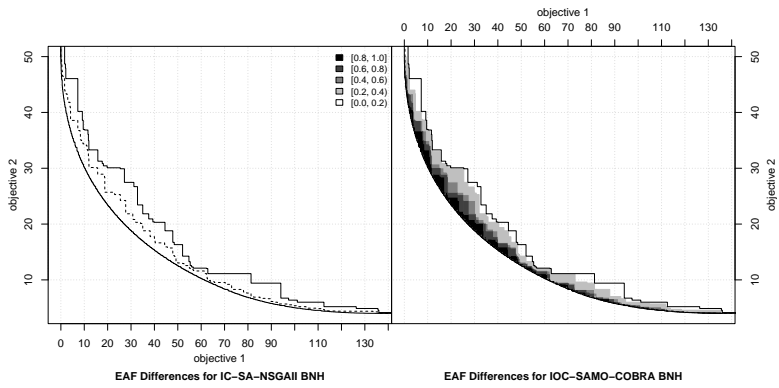 objective 1
0 10 20 30 40 50 60 70 80 90 110 130
50
40
30
20
10
objective 2
[0.8, 1.0]
[0.6, 0.8)
[0.4, 0.6)
[0.2, 0.4)
[0.0, 0.2)
50
40
30
20
10
objective 2
0 10 20 30 40 50 60 70 80 90 110 130
objective 1
EAF Differences for IC−SA−NSGAII BNH
EAF Differences for IOC−SAMO−COBRA BNH